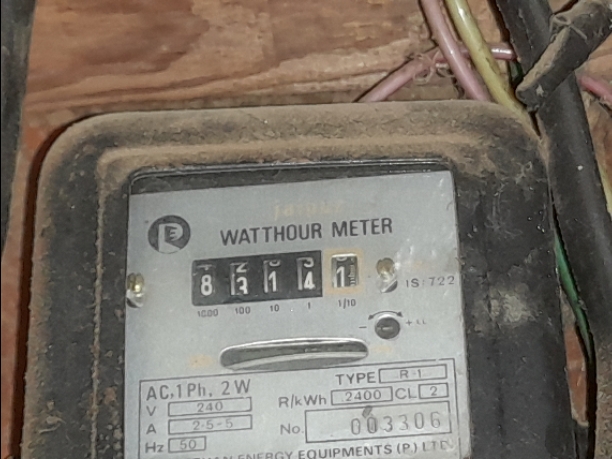 jaipur
E
WATTHOUR METER
8 3 1 4 1
1000 100 10 1 1/10
IS:722
- +
AC,1Ph, 2W
TYPE R-1
V 240
R/kWh 2400 CL 2
A 2·5-5
No. 003306
Hz 50
ENERGY EQUIPMENTS (P.) LTD.